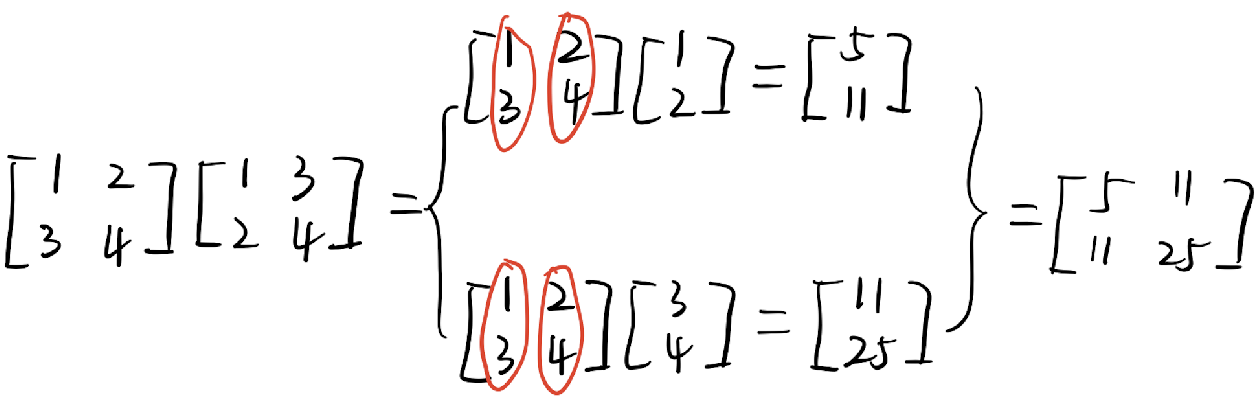 [1 2; 3 4] [1 3; 2 4] = {
[1 2; 3 4] [1; 2] = [5; 11]
[1 2; 3 4] [3; 4] = [11; 25]
} = [5 11; 11 25]